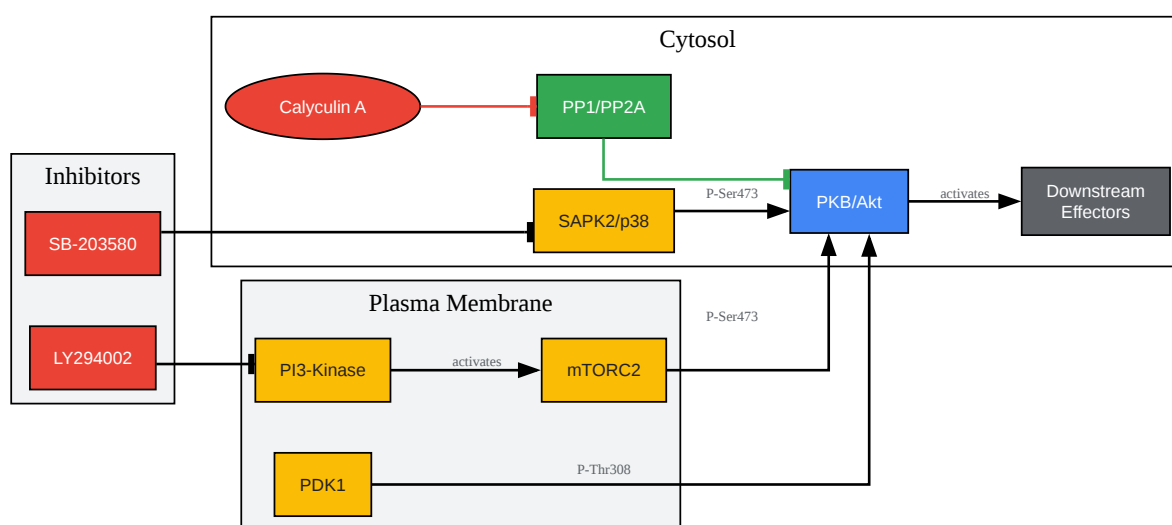 Cytosol
Calyculin A
PP1/PP2A
Inhibitors
SB-203580
SAPK2/p38
P-Ser473
PKB/Akt
activates
Downstream
Effectors
Plasma Membrane
LY294002
PI3-Kinase
activates
mTORC2
P-Ser473
PDK1
P-Thr308